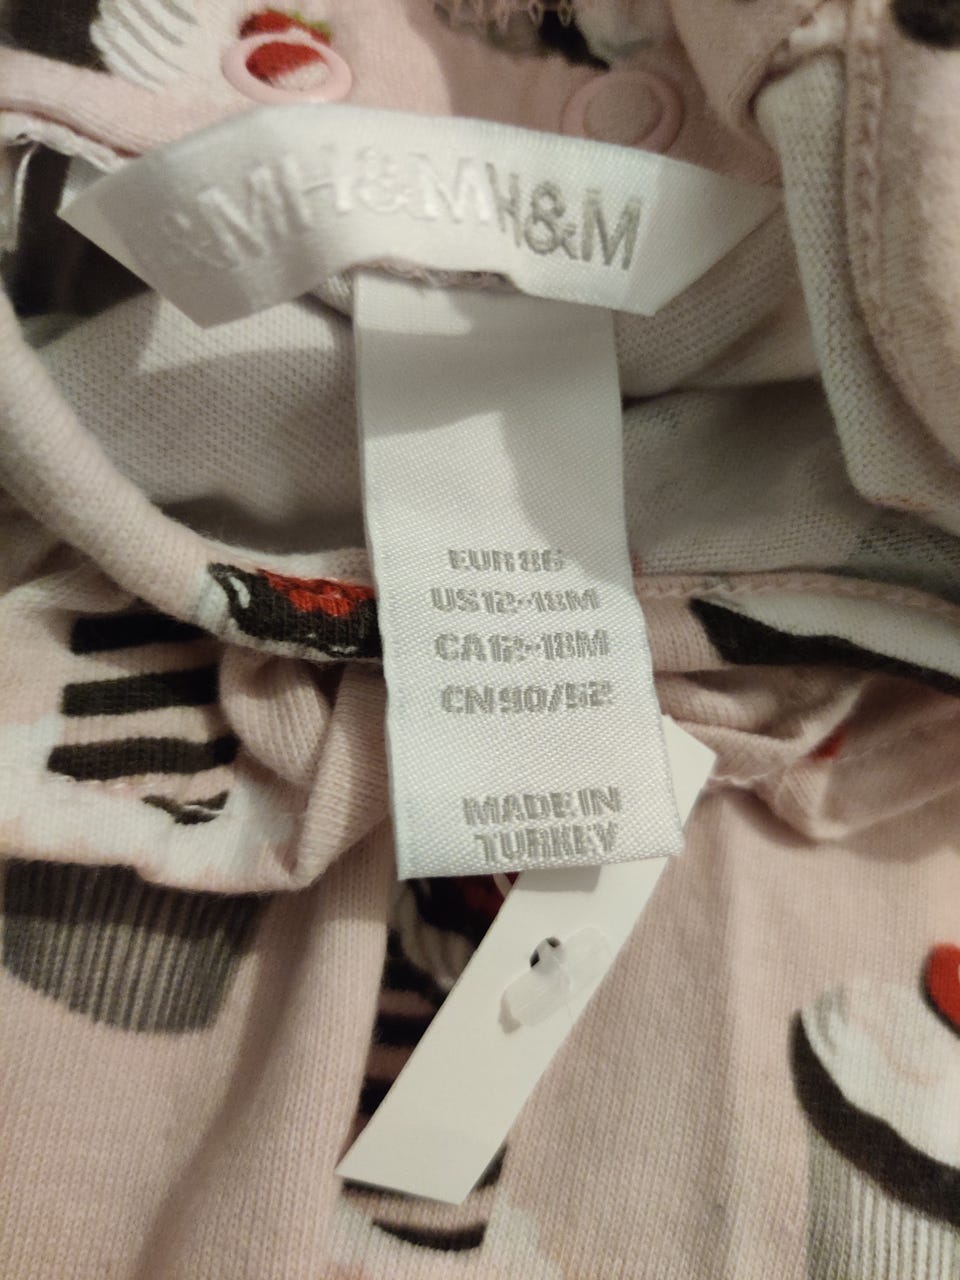 &MH&MH&M
EUR 86
US 12-18M
CA 12-18M
CN 90/52
MADE IN
TURKEY